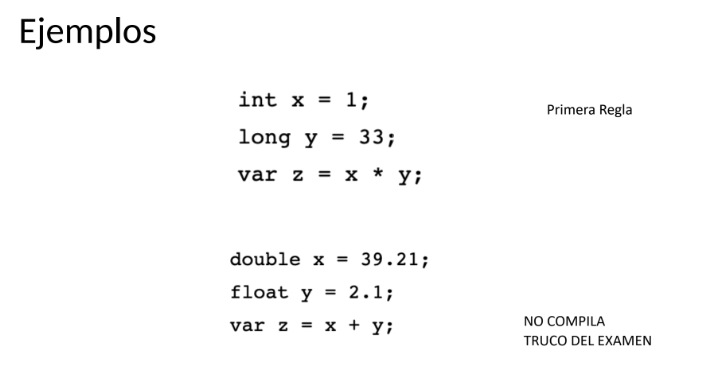 Ejemplos
int x = 1;
Primera Regla
long y = 33;
var z = x * y;
double x = 39.21;
float y = 2.1;
var z = x + y;
NO COMPILA
TRUCO DEL EXAMEN